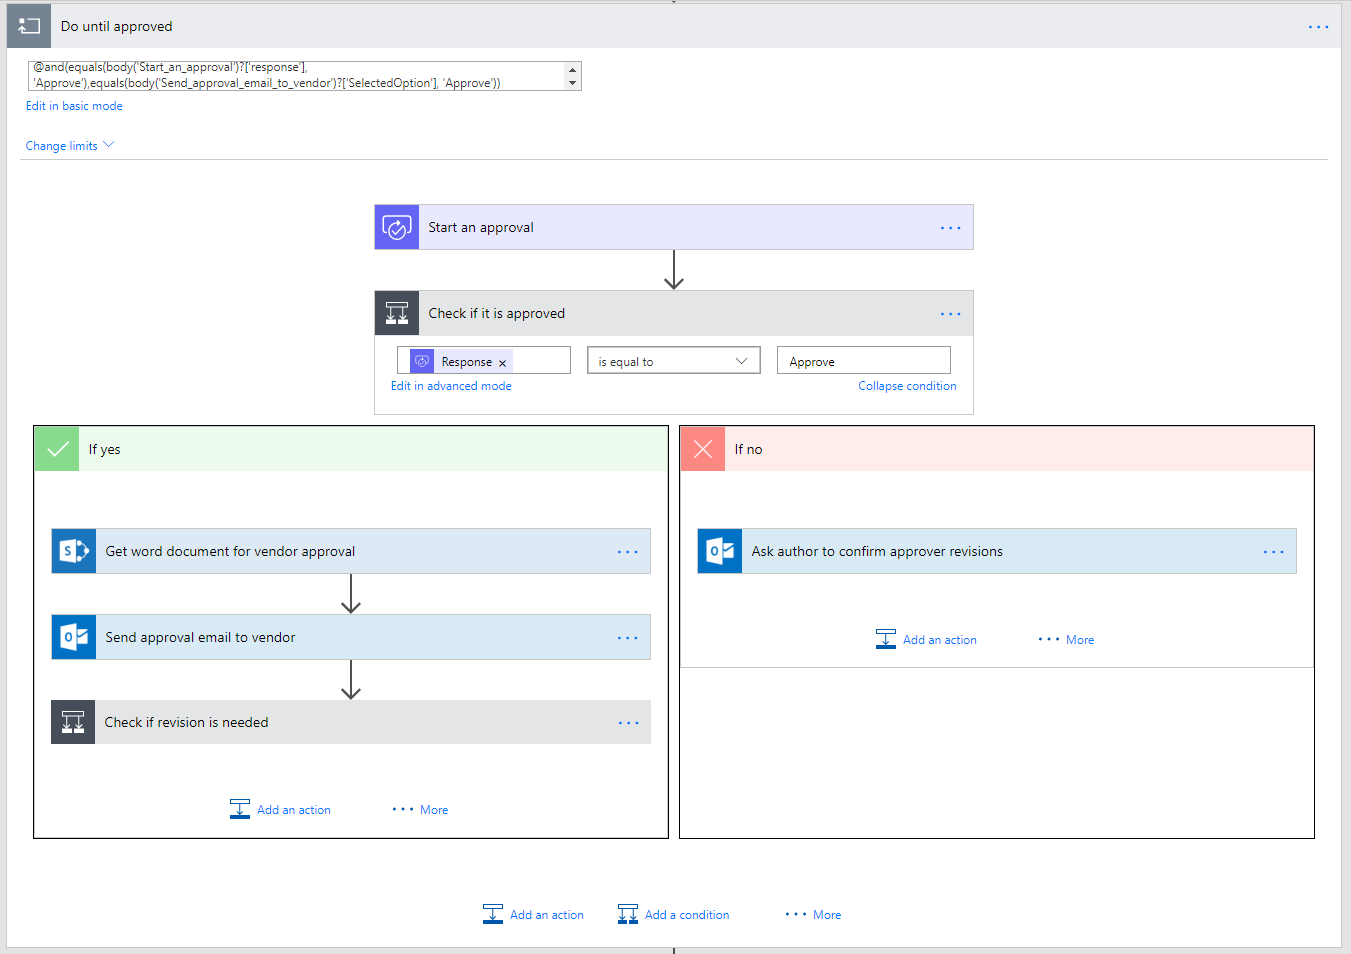 Do until approved
@and(equals(body('Start_an_approval')?['response'],
'Approve'),equals(body('Send_approval_email_to_vendor')?['SelectedOption'], 'Approve'))
Edit in basic mode
Change limits
Start an approval
Check if it is approved
Response x
is equal to
Approve
Edit in advanced mode
Collapse condition
If yes
Get word document for vendor approval
Send approval email to vendor
Check if revision is needed
Add an action
More
If no
Ask author to confirm approver revisions
Add an action
More
Add an action
Add a condition
More